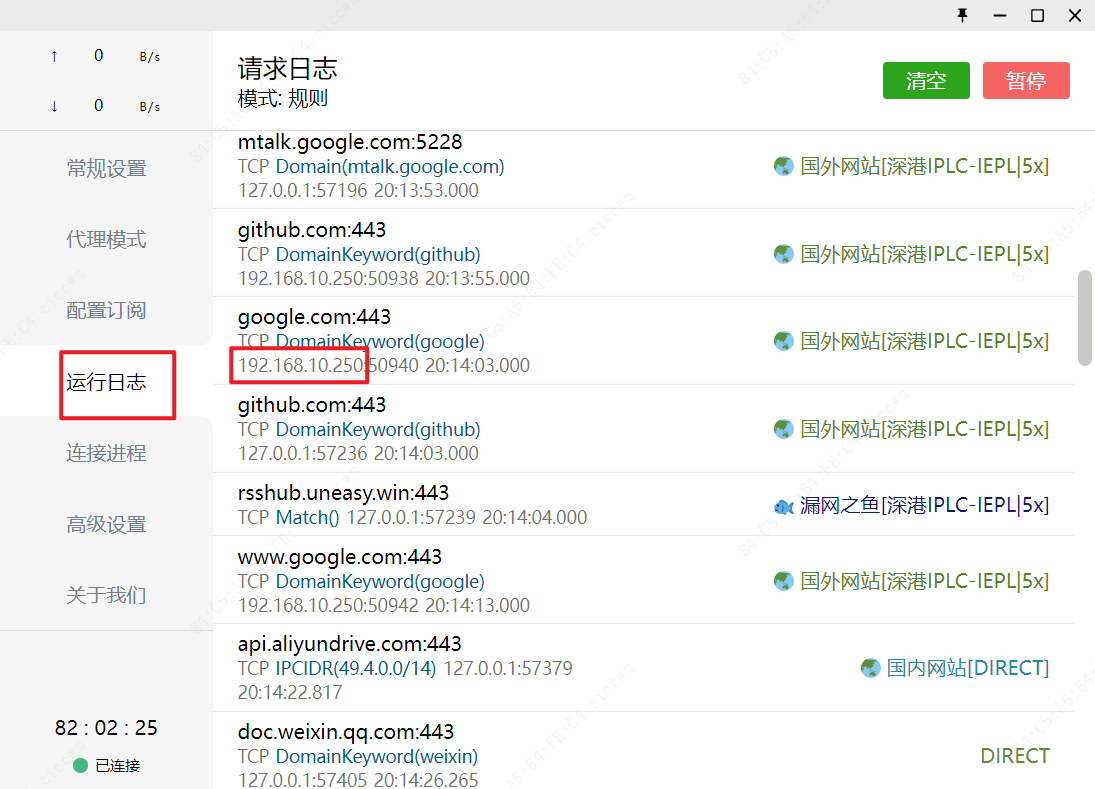 ↑ 0 B/s
↓ 0 B/s
常规设置
代理模式
配置订阅
运行日志
连接进程
高级设置
关于我们
82 : 02 : 25
已连接
请求日志
模式: 规则
清空
暂停
mtalk.google.com:5228
TCP Domain(mtalk.google.com)
127.0.0.1:57196 20:13:53.000
国外网站[深港IPLC-IEPL|5x]
github.com:443
TCP DomainKeyword(github)
192.168.10.250:50938 20:13:55.000
国外网站[深港IPLC-IEPL|5x]
google.com:443
TCP DomainKeyword(google)
192.168.10.250:50940 20:14:03.000
国外网站[深港IPLC-IEPL|5x]
github.com:443
TCP DomainKeyword(github)
127.0.0.1:57236 20:14:03.000
国外网站[深港IPLC-IEPL|5x]
rsshub.uneasy.win:443
TCP Match() 127.0.0.1:57239 20:14:04.000
漏网之鱼[深港IPLC-IEPL|5x]
www.google.com:443
TCP DomainKeyword(google)
192.168.10.250:50942 20:14:13.000
国外网站[深港IPLC-IEPL|5x]
api.aliyundrive.com:443
TCP IPCIDR(49.4.0.0/14) 127.0.0.1:57379
20:14:22.817
国内网站[DIRECT]
doc.weixin.qq.com:443
TCP DomainKeyword(weixin)
127.0.0.1:57405 20:14:26.265
DIRECT